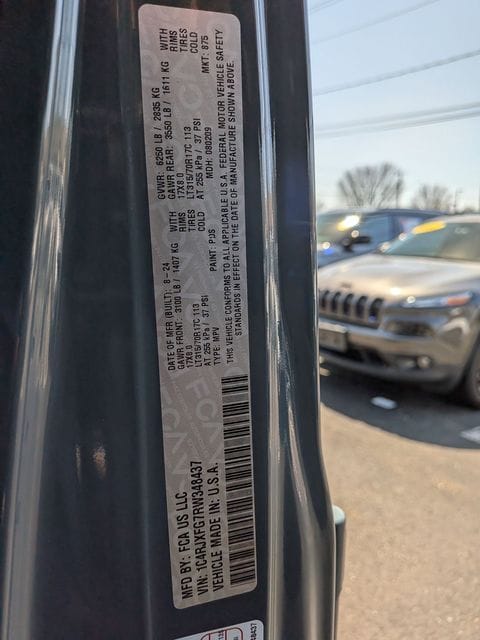 MFD BY: FCA US LLC
DATE OF MFR (BUILT): 8-24
GVWR: 6250 LB / 2835 KG
GAWR FRONT: 3100 LB / 1407 KG WITH
GAWR REAR: 3550 LB / 1611 KG WITH
17X8.0 RIMS
17X8.0 RIMS
LT315/70R17C 113 TIRES
LT315/70R17C 113 TIRES
AT 255 kPa / 37 PSI COLD
AT 255 kPa / 37 PSI COLD
VIN: 1C4RJXFG7RW348437
TYPE: MPV
PAINT: PDS
MDH: 080209
MKT: 875
VEHICLE MADE IN: U.S.A.
THIS VEHICLE CONFORMS TO ALL APPLICABLE U.S.A. FEDERAL MOTOR VEHICLE SAFETY
STANDARDS IN EFFECT ON THE DATE OF MANUFACTURE SHOWN ABOVE.